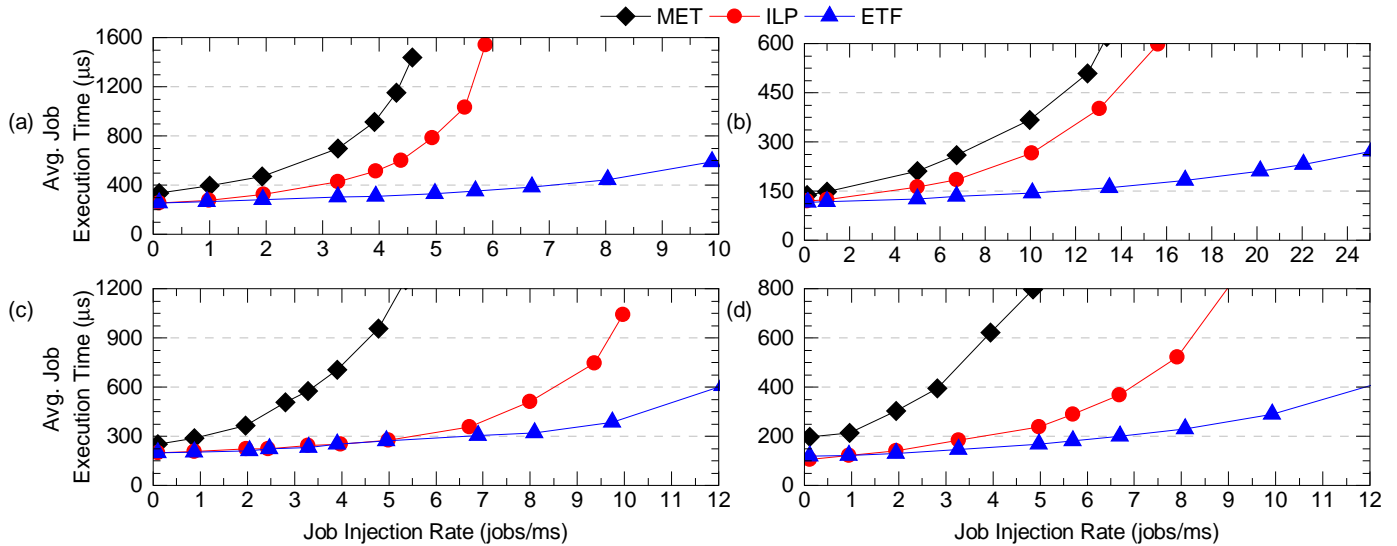 MET ILP ETF
(a)
Avg. Job
Execution Time (µs)
1600
1200
800
400
0
0 1 2 3 4 5 6 7 8 9 10
(b)
600
450
300
150
0
0 2 4 6 8 10 12 14 16 18 20 22 24
(c)
Avg. Job
Execution Time (µs)
1200
900
600
300
0
0 1 2 3 4 5 6 7 8 9 10 11 12
Job Injection Rate (jobs/ms)
(d)
800
600
400
200
0
0 1 2 3 4 5 6 7 8 9 10 11 12
Job Injection Rate (jobs/ms)